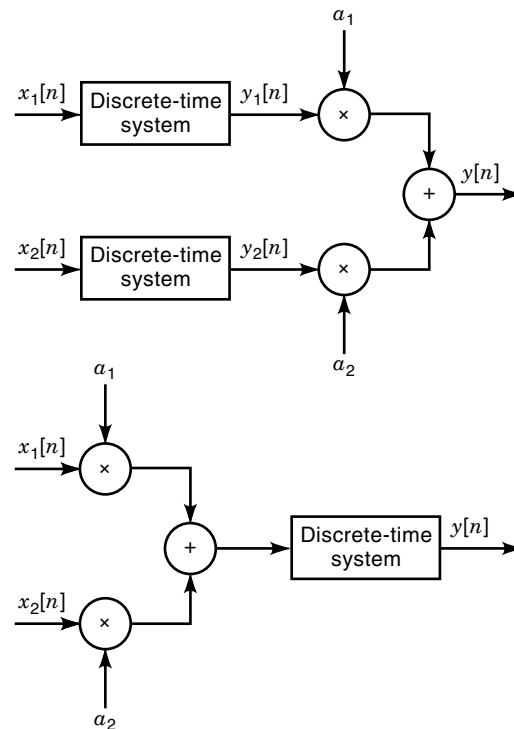 a₁
x₁[n]
Discrete-time
system
y₁[n]
×
y[n]
+
x₂[n]
Discrete-time
system
y₂[n]
×
a₂
a₁
x₁[n]
×
+
Discrete-time
system
y[n]
x₂[n]
×
a₂